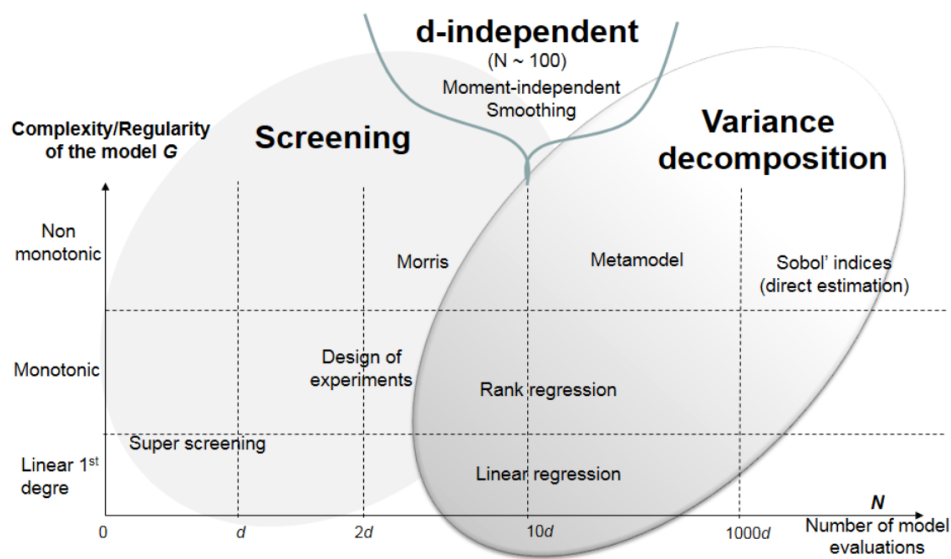 d-independent
(N ~ 100)
Moment-independent
Smoothing
Complexity/Regularity
of the model G
Screening
Variance
decomposition
Non
monotonic
Morris
Metamodel
Sobol’ indices
(direct estimation)
Monotonic
Design of
experiments
Rank regression
Super screening
Linear 1st
degre
Linear regression
0
d
2d
10d
1000d
N
Number of model
evaluations